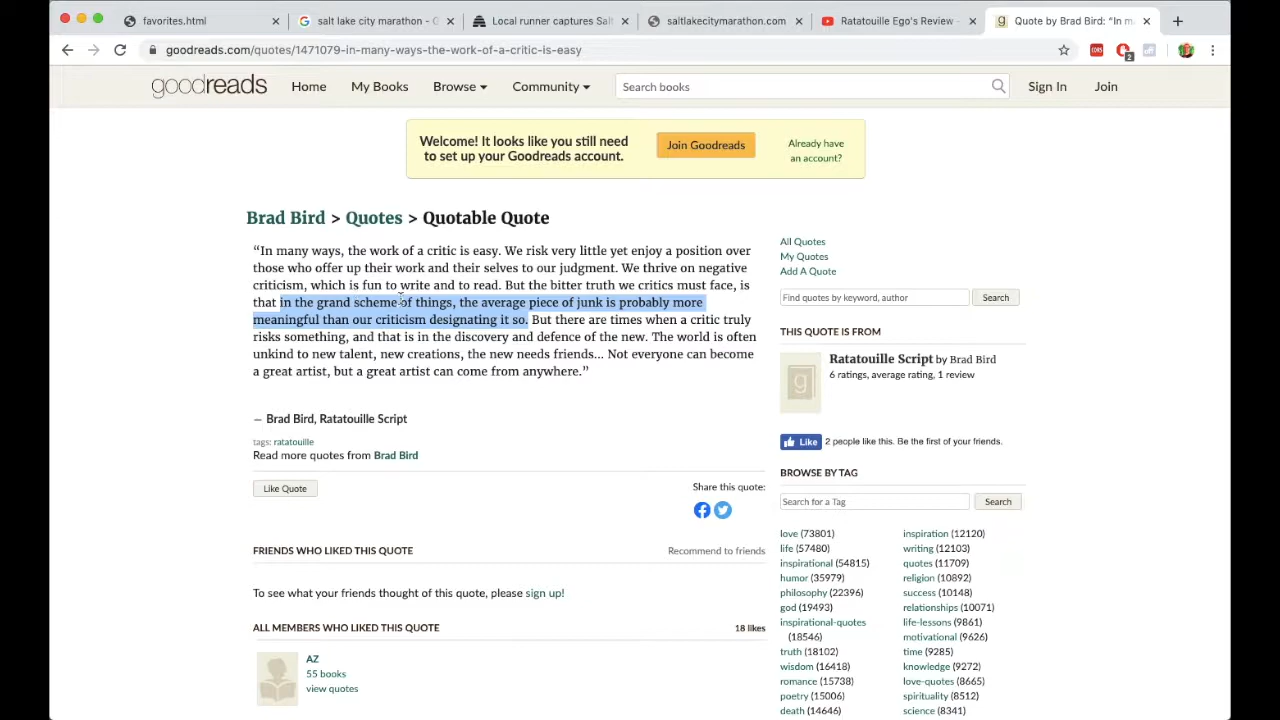 favorites.html
salt lake city marathon - G
Local runner captures Salt
saltlakecitymarathon.com
Ratatouille Ego's Review -
Quote by Brad Bird: “In m
goodreads.com/quotes/1471079-in-many-ways-the-work-of-a-critic-is-easy
2
goodreads
Home
My Books
Browse
Community
Search books
Sign In
Join
Welcome! It looks like you still need
to set up your Goodreads account.
Join Goodreads
Already have
an account?
Brad Bird > Quotes > Quotable Quote
“In many ways, the work of a critic is easy. We risk very little yet enjoy a position over
those who offer up their work and their selves to our judgment. We thrive on negative
criticism, which is fun to write and to read. But the bitter truth we critics must face, is
that in the grand scheme of things, the average piece of junk is probably more
meaningful than our criticism designating it so. But there are times when a critic truly
risks something, and that is in the discovery and defence of the new. The world is often
unkind to new talent, new creations, the new needs friends... Not everyone can become
a great artist, but a great artist can come from anywhere.”
— Brad Bird, Ratatouille Script
tags: ratatouille
Read more quotes from Brad Bird
Like Quote
Share this quote:
FRIENDS WHO LIKED THIS QUOTE
Recommend to friends
To see what your friends thought of this quote, please sign up!
ALL MEMBERS WHO LIKED THIS QUOTE
18 likes
AZ
55 books
view quotes
All Quotes
My Quotes
Add A Quote
Find quotes by keyword, author
Search
THIS QUOTE IS FROM
g
Ratatouille Script by Brad Bird
6 ratings, average rating, 1 review
Like
2 people like this. Be the first of your friends.
BROWSE BY TAG
Search for a Tag
Search
love (73801)
life (57480)
inspirational (54815)
humor (35979)
philosophy (22396)
god (19493)
inspirational-quotes
(18546)
truth (18102)
wisdom (16418)
romance (15738)
poetry (15006)
death (14646)
inspiration (12120)
writing (12103)
quotes (11709)
religion (10892)
success (10148)
relationships (10071)
life-lessons (9861)
motivational (9626)
time (9285)
knowledge (9272)
love-quotes (8665)
spirituality (8512)
science (8341)